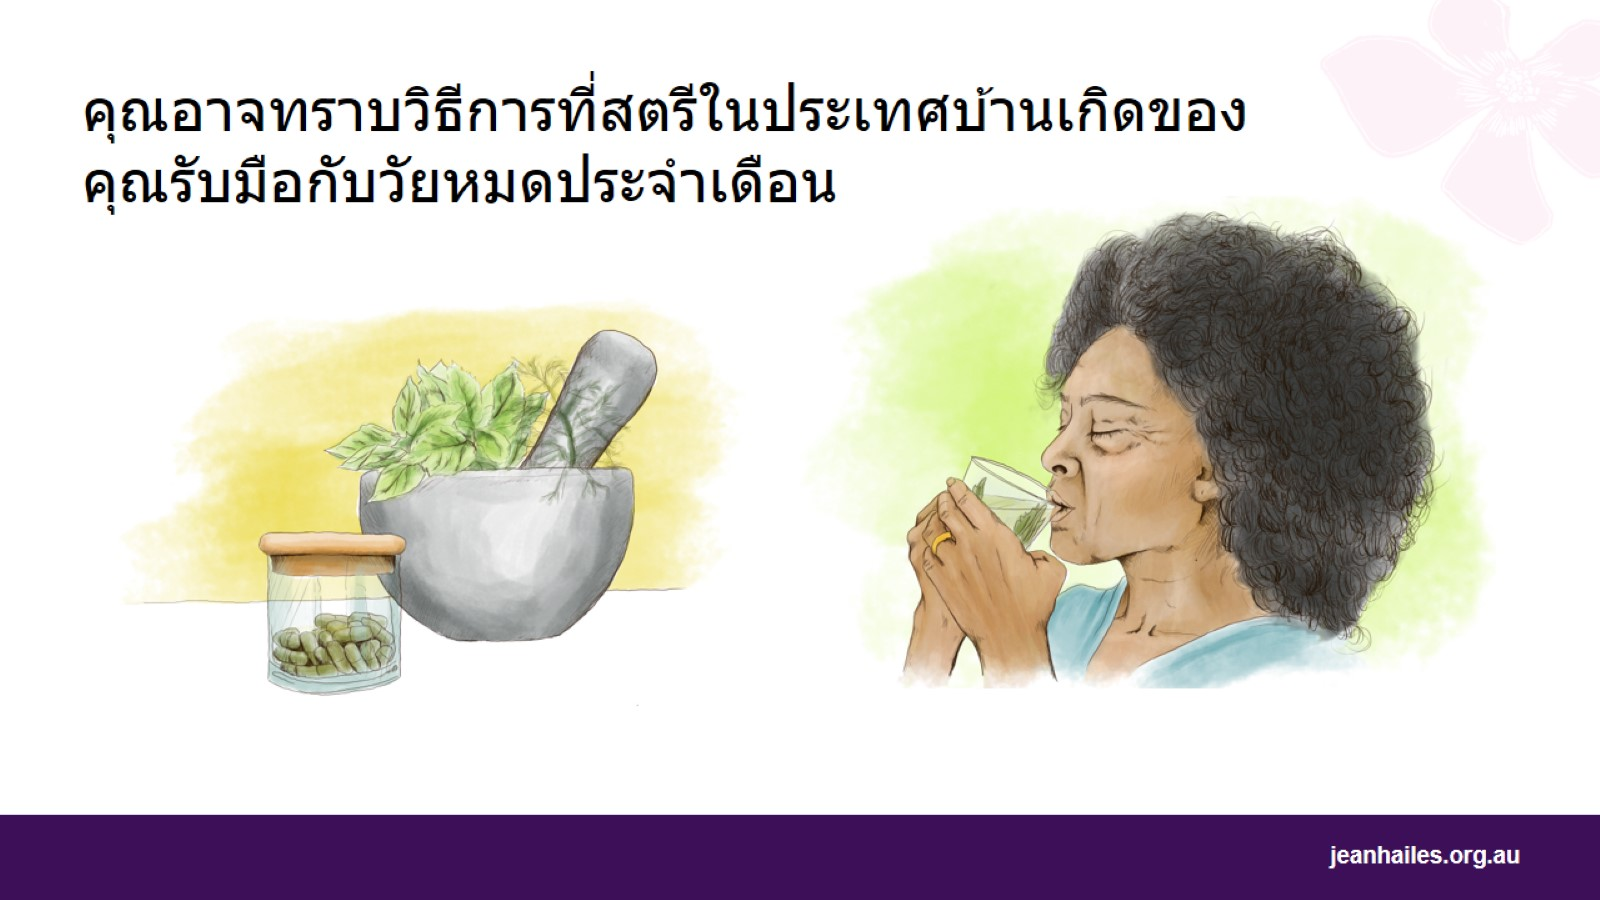 คุณอาจทราบวิธีการที่สตรีในประเทศบ้านเกิดของ
คุณรับมือกับวัยหมดประจำเดือน
jeanhailes.org.au